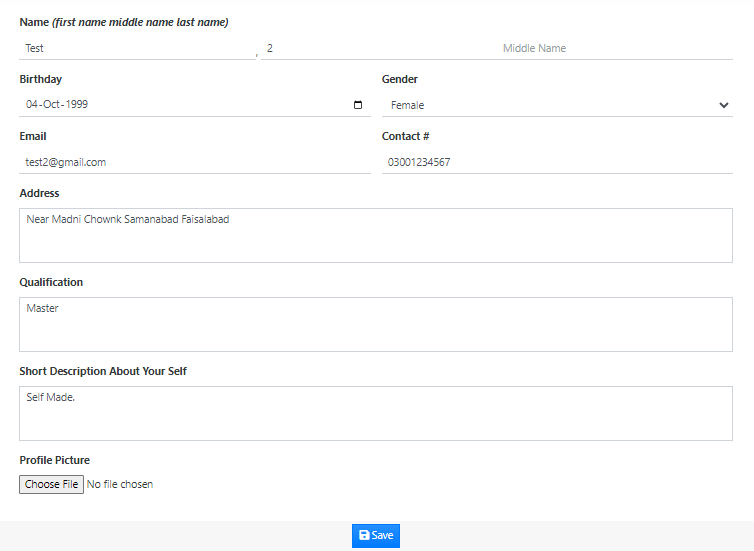 Name (first name middle name last name)
Test , 2 Middle Name
Birthday Gender
04-Oct-1999 Female
Email Contact #
test2@gmail.com 03001234567
Address
Near Madni Chownk Samanabad Faisalabad
Qualification
Master
Short Description About Your Self
Self Made.
Profile Picture
Choose File No file chosen
Save